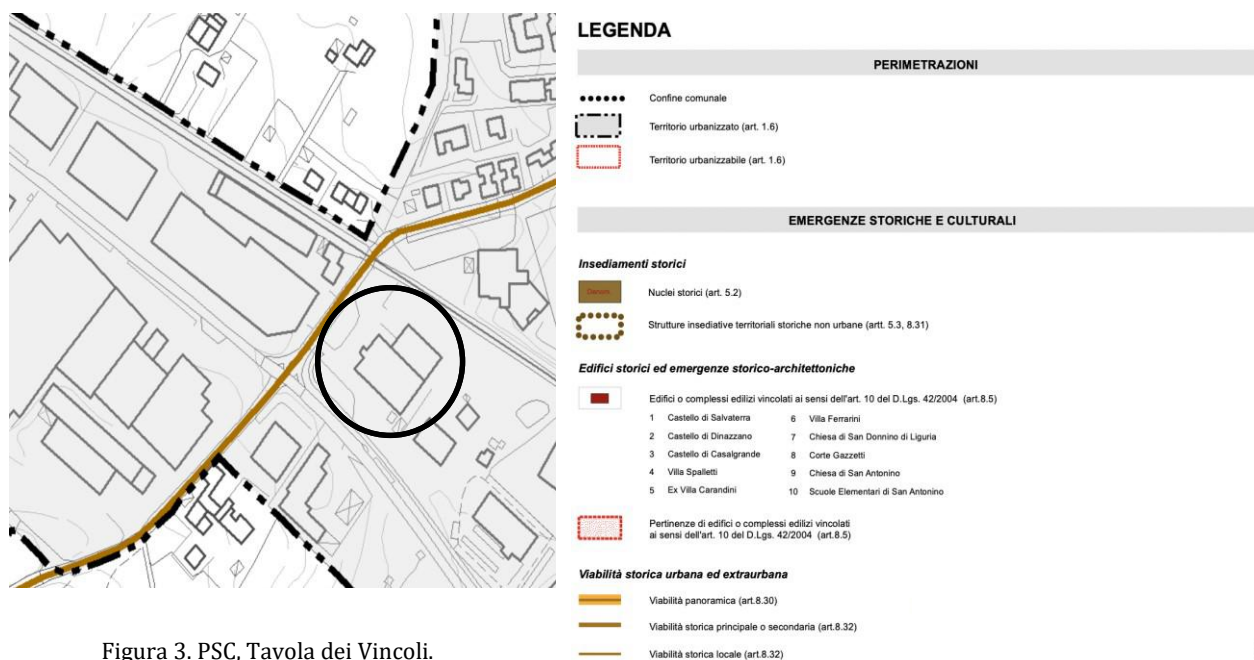 LEGENDA
PERIMETRAZIONI
Confine comunale
Territorio urbanizzato (art. 1.6)
Territorio urbanizzabile (art. 1.6)
EMERGENZE STORICHE E CULTURALI
Insediamenti storici
Nuclei storici (art. 5.2)
Strutture insediative territoriali storiche non urbane (artt. 5.3, 8.31)
Edifici storici ed emergenze storico-architettoniche
Edifici o complessi edilizi vincolati ai sensi dell'art. 10 del D.Lgs. 42/2004 (art.8.5)
1 Castello di Salvaterra
2 Castello di Dinazzano
3 Castello di Casalgrande
4 Villa Spalletti
5 Ex Villa Carandini
6 Villa Ferrarini
7 Chiesa di San Donnino di Liguria
8 Corte Gazzetti
9 Chiesa di San Antonino
10 Scuole Elementari di San Antonino
Pertinenze di edifici o complessi edilizi vincolati
ai sensi dell'art. 10 del D.Lgs. 42/2004 (art.8.5)
Viabilità storica urbana ed extraurbana
Viabilità panoramica (art.8.30)
Viabilità storica principale o secondaria (art.8.32)
Viabilità storica locale (art.8.32)
Figura 3. PSC, Tavola dei Vincoli.